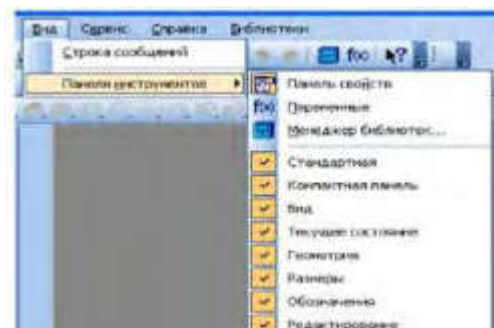 Вид Сервис Справка Библиотеки
Строка сообщений
f(x) ?
Панели инструментов
Панель свойств
f(x) Переменные
Менеджер библиотек...
Стандартная
Компактная панель
Вид
Текущее состояние
Геометрия
Размеры
Обозначения
Редактирование